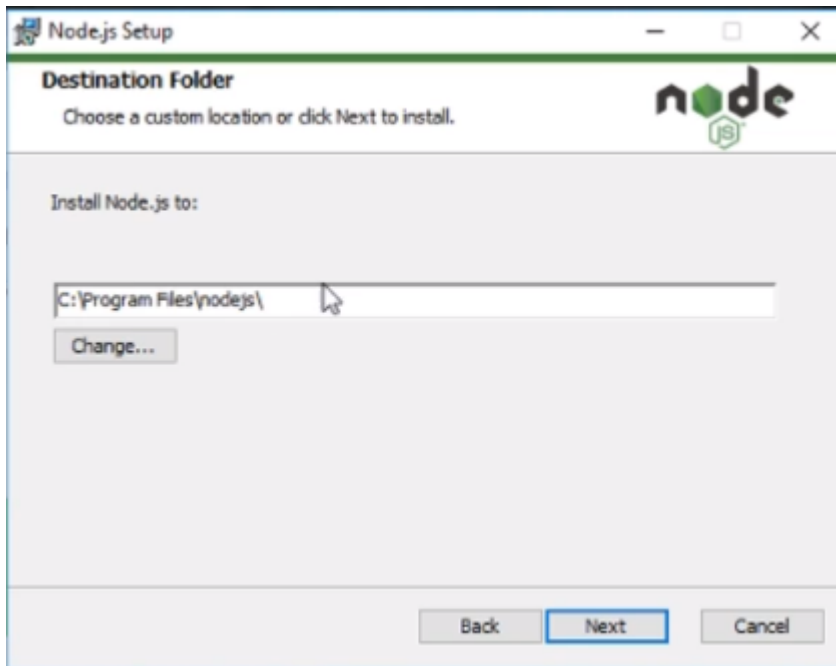 Node.js Setup
Destination Folder
Choose a custom location or click Next to install.
node
JS
Install Node.js to:
C:\Program Files\nodejs\
Change...
Back
Next
Cancel